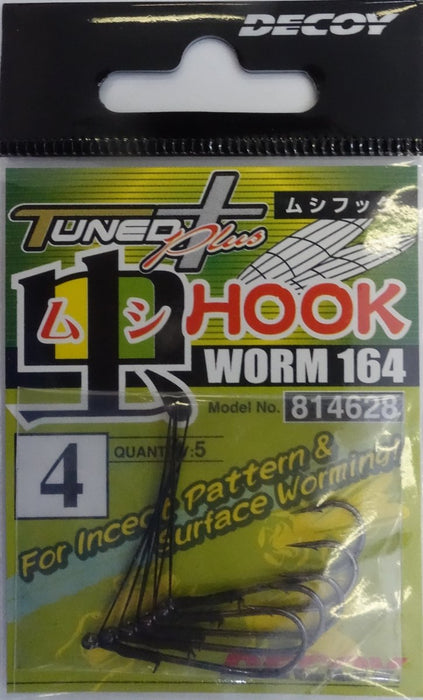 DECOY
TUNED Plus
ムシフック
虫 HOOK
ムシ
WORM 164
Model No. 814628
4
QUANTITY:5
For Incect Pattern &
Surface Worming!
DECOY